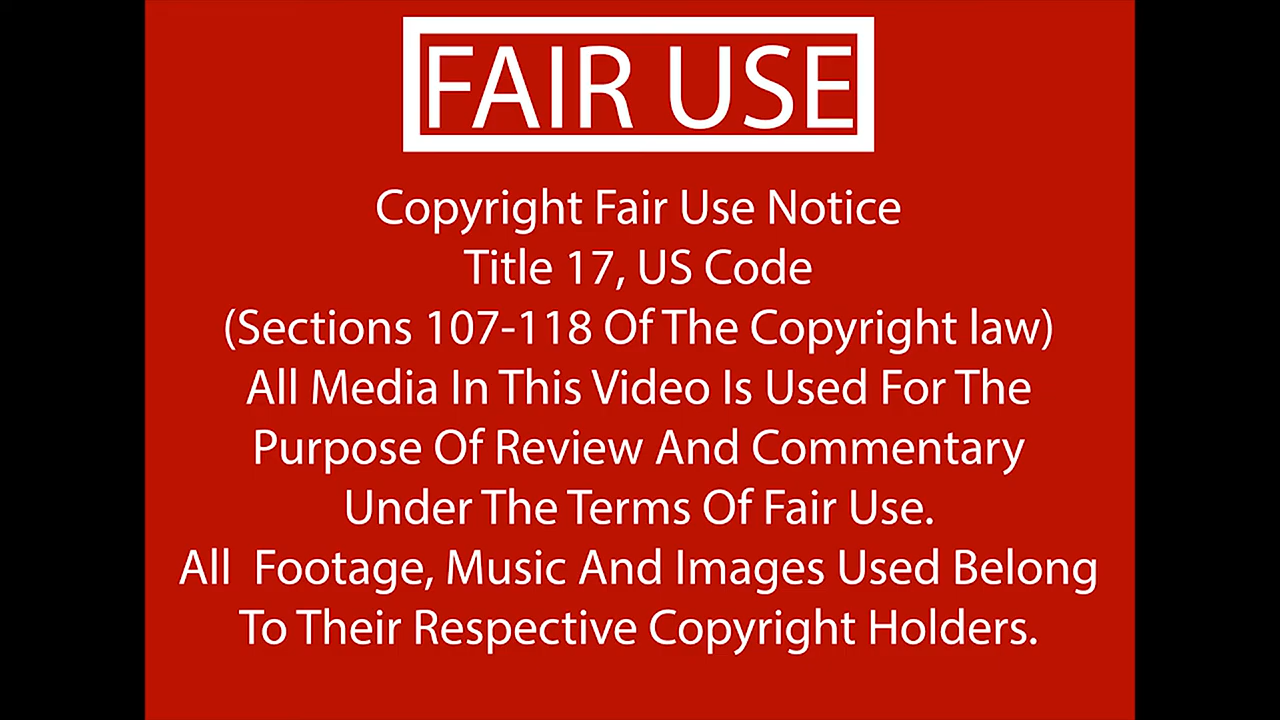 FAIR USE
Copyright Fair Use Notice
Title 17, US Code
(Sections 107-118 Of The Copyright law)
All Media In This Video Is Used For The
Purpose Of Review And Commentary
Under The Terms Of Fair Use.
All  Footage, Music And Images Used Belong
To Their Respective Copyright Holders.